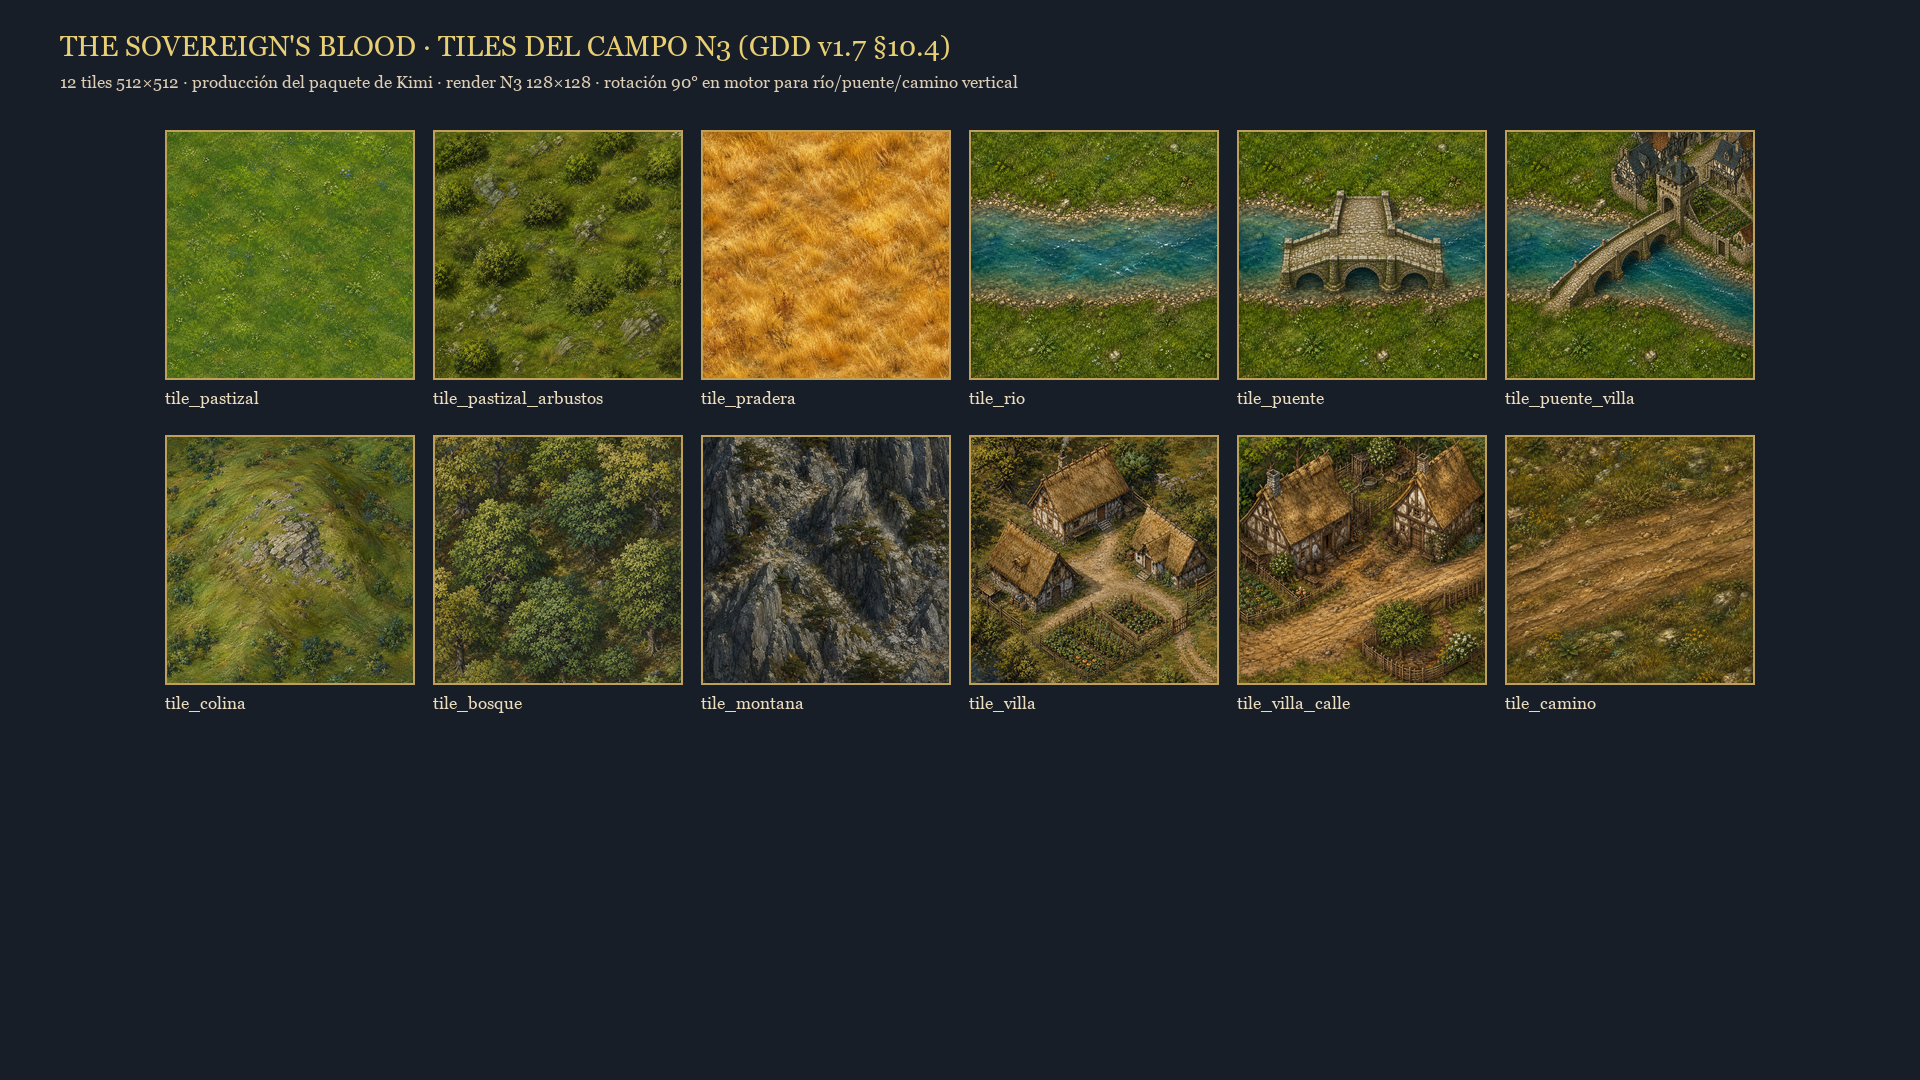 THE SOVEREIGN'S BLOOD · TILES DEL CAMPO N3 (GDD v1.7 §10.4)
12 tiles 512×512 · producción del paquete de Kimi · render N3 128×128 · rotación 90° en motor para río/puente/camino vertical
tile_pastizal
tile_pastizal_arbustos
tile_pradera
tile_rio
tile_puente
tile_puente_villa
tile_colina
tile_bosque
tile_montana
tile_villa
tile_villa_calle
tile_camino